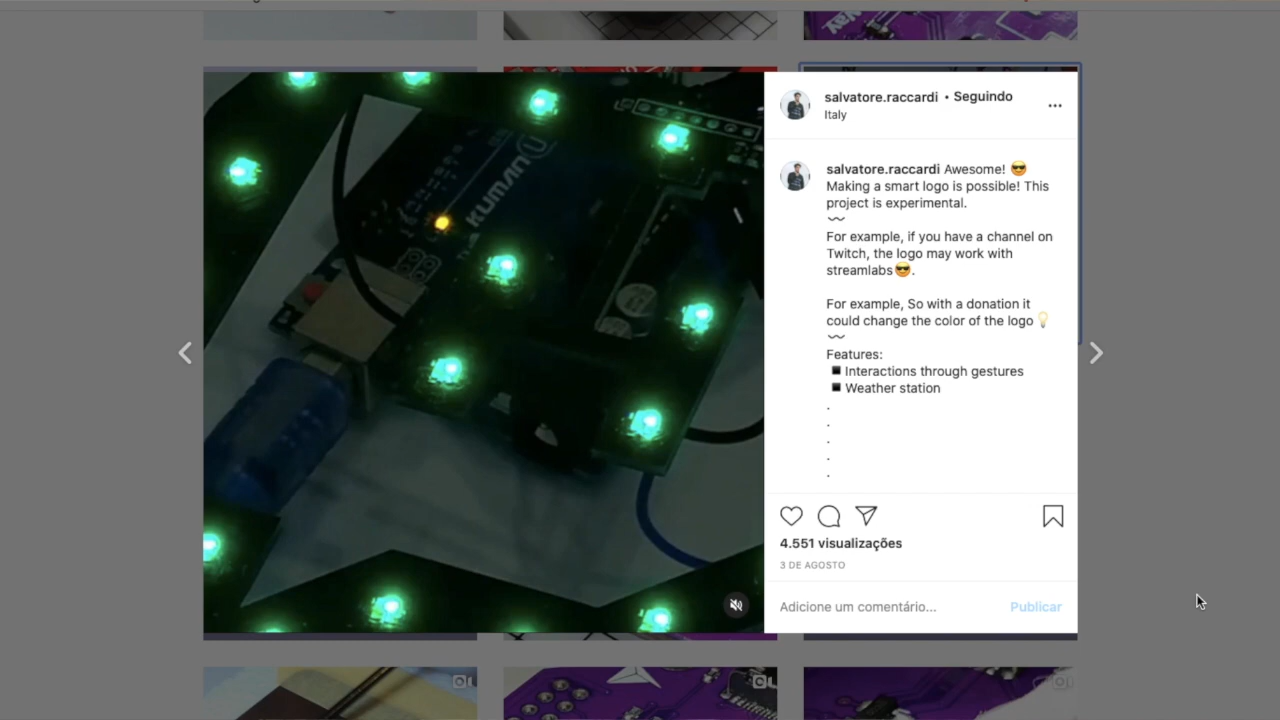 salvatore.raccardi • Seguindo
Italy
salvatore.raccardi Awesome! 😎
Making a smart logo is possible! This
project is experimental.
〰
For example, if you have a channel on
Twitch, the logo may work with
streamlabs😎.
For example, So with a donation it
could change the color of the logo 💡
〰
Features:
◾ Interactions through gestures
◾ Weather station
.
.
.
.
.
4.551 visualizações
3 DE AGOSTO
Adicione um comentário... Publicar
KUMAN